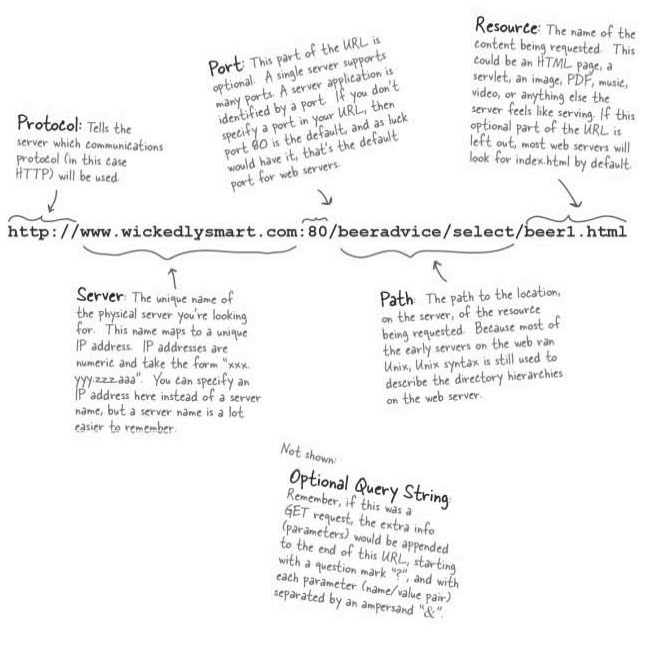 Resource: The name of the
content being requested. This
could be an HTML page, a
servlet, an image, PDF, music,
video, or anything else the
server feels like serving. If this
optional part of the URL is
left out, most web servers will
look for index.html by default.
Port: This part of the URL is
optional. A single server supports
many ports. A server application is
identified by a port. If you don't
specify a port in your URL, then
port 80 is the default, and as luck
would have it, that's the default
port for web servers.
Protocol: Tells the
server which communications
protocol (in this case
HTTP) will be used.
http://www.wickedlysmart.com:80/beeradvice/select/beer1.html
Server: The unique name of
the physical server you're looking
for. This name maps to a unique
IP address. IP addresses are
numeric and take the form "xxx.
yyy.zzz.aaa". You can specify an
IP address here instead of a server
name, but a server name is a lot
easier to remember.
Path: The path to the location,
on the server, of the resource
being requested. Because most of
the early servers on the web ran
Unix, Unix syntax is still used to
describe the directory hierarchies
on the web server.
Not shown:
Optional Query String:
Remember, if this was a
GET request, the extra info
(parameters) would be appended
to the end of this URL, starting
with a question mark "?", and with
each parameter (name/value pair)
separated by an ampersand "&".